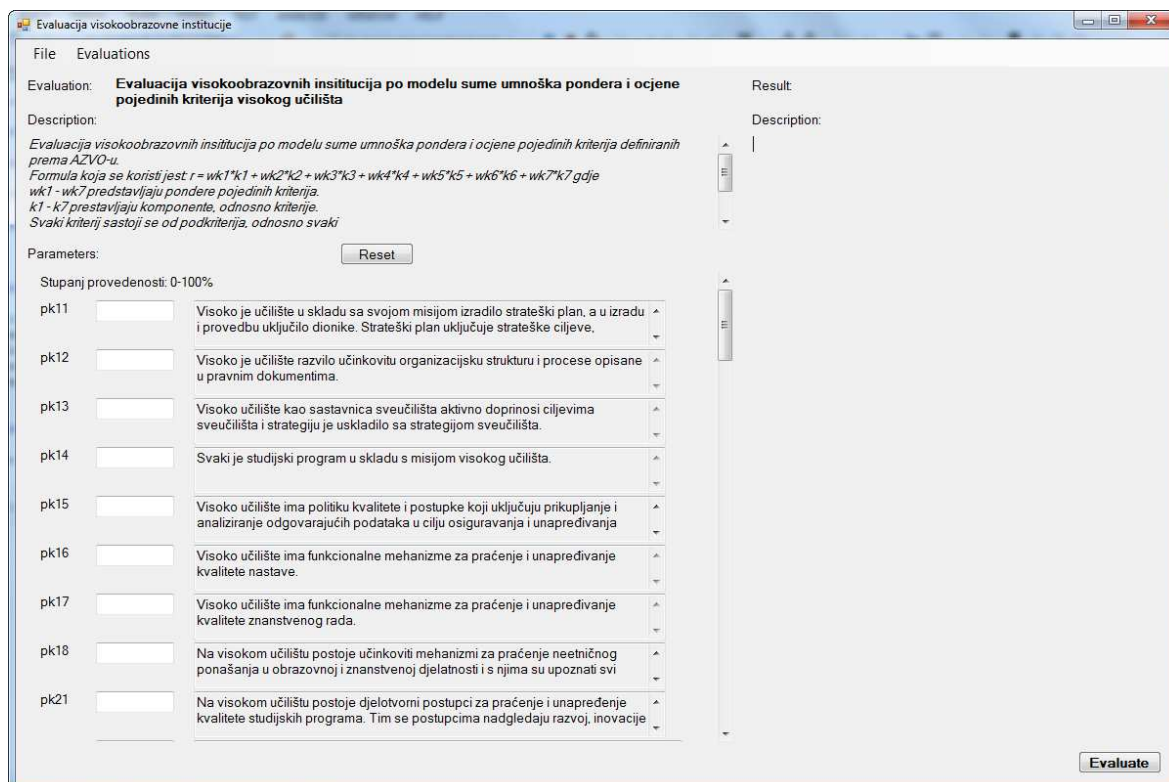 Evaluacija visokoobrazovne institucije
File Evaluations
Evaluation: Evaluacija visokoobrazovnih insititucija po modelu sume umnoška pondera i ocjene
pojedinih kriterija visokog učilišta
Result:
Description:
Description:
Evaluacija visokoobrazovnih insititucija po modelu sume umnoška pondera i ocjene pojedinih kriterija definiranih
prema AZVO-u.
Formula koja se koristi jest: r = wk1*k1 + wk2*k2 + wk3*k3 + wk4*k4 + wk5*k5 + wk6*k6 + wk7*k7 gdje
wk1 - wk7 predstavljaju pondere pojedinih kriterija.
k1 - k7 prestavljaju komponente, odnosno kriterije.
Svaki kriterij sastoji se od podkriterija, odnosno svaki
Parameters:
Reset
Stupanj provedenosti: 0-100%
pk11 Visoko je učilište u skladu sa svojom misijom izradilo strateški plan, a u izradu
i provedbu uključilo dionike. Strateški plan uključuje strateške ciljeve,
pk12 Visoko je učilište razvilo učinkovitu organizacijsku strukturu i procese opisane
u pravnim dokumentima.
pk13 Visoko učilište kao sastavnica sveučilišta aktivno doprinosi ciljevima
sveučilišta i strategiju je uskladilo sa strategijom sveučilišta.
pk14 Svaki je studijski program u skladu s misijom visokog učilišta.
pk15 Visoko učilište ima politiku kvalitete i postupke koji uključuju prikupljanje i
analiziranje odgovarajućih podataka u cilju osiguravanja i unapređivanja
pk16 Visoko učilište ima funkcionalne mehanizme za praćenje i unapređivanje
kvalitete nastave.
pk17 Visoko učilište ima funkcionalne mehanizme za praćenje i unapređivanje
kvalitete znanstvenog rada.
pk18 Na visokom učilištu postoje učinkoviti mehanizmi za praćenje neetničnog
ponašanja u obrazovnoj i znanstvenoj djelatnosti i s njima su upoznati svi
pk21 Na visokom učilištu postoje djelotvorni postupci za praćenje i unapređenje
kvalitete studijskih programa. Tim se postupcima nadgledaju razvoj, inovacije
Evaluate